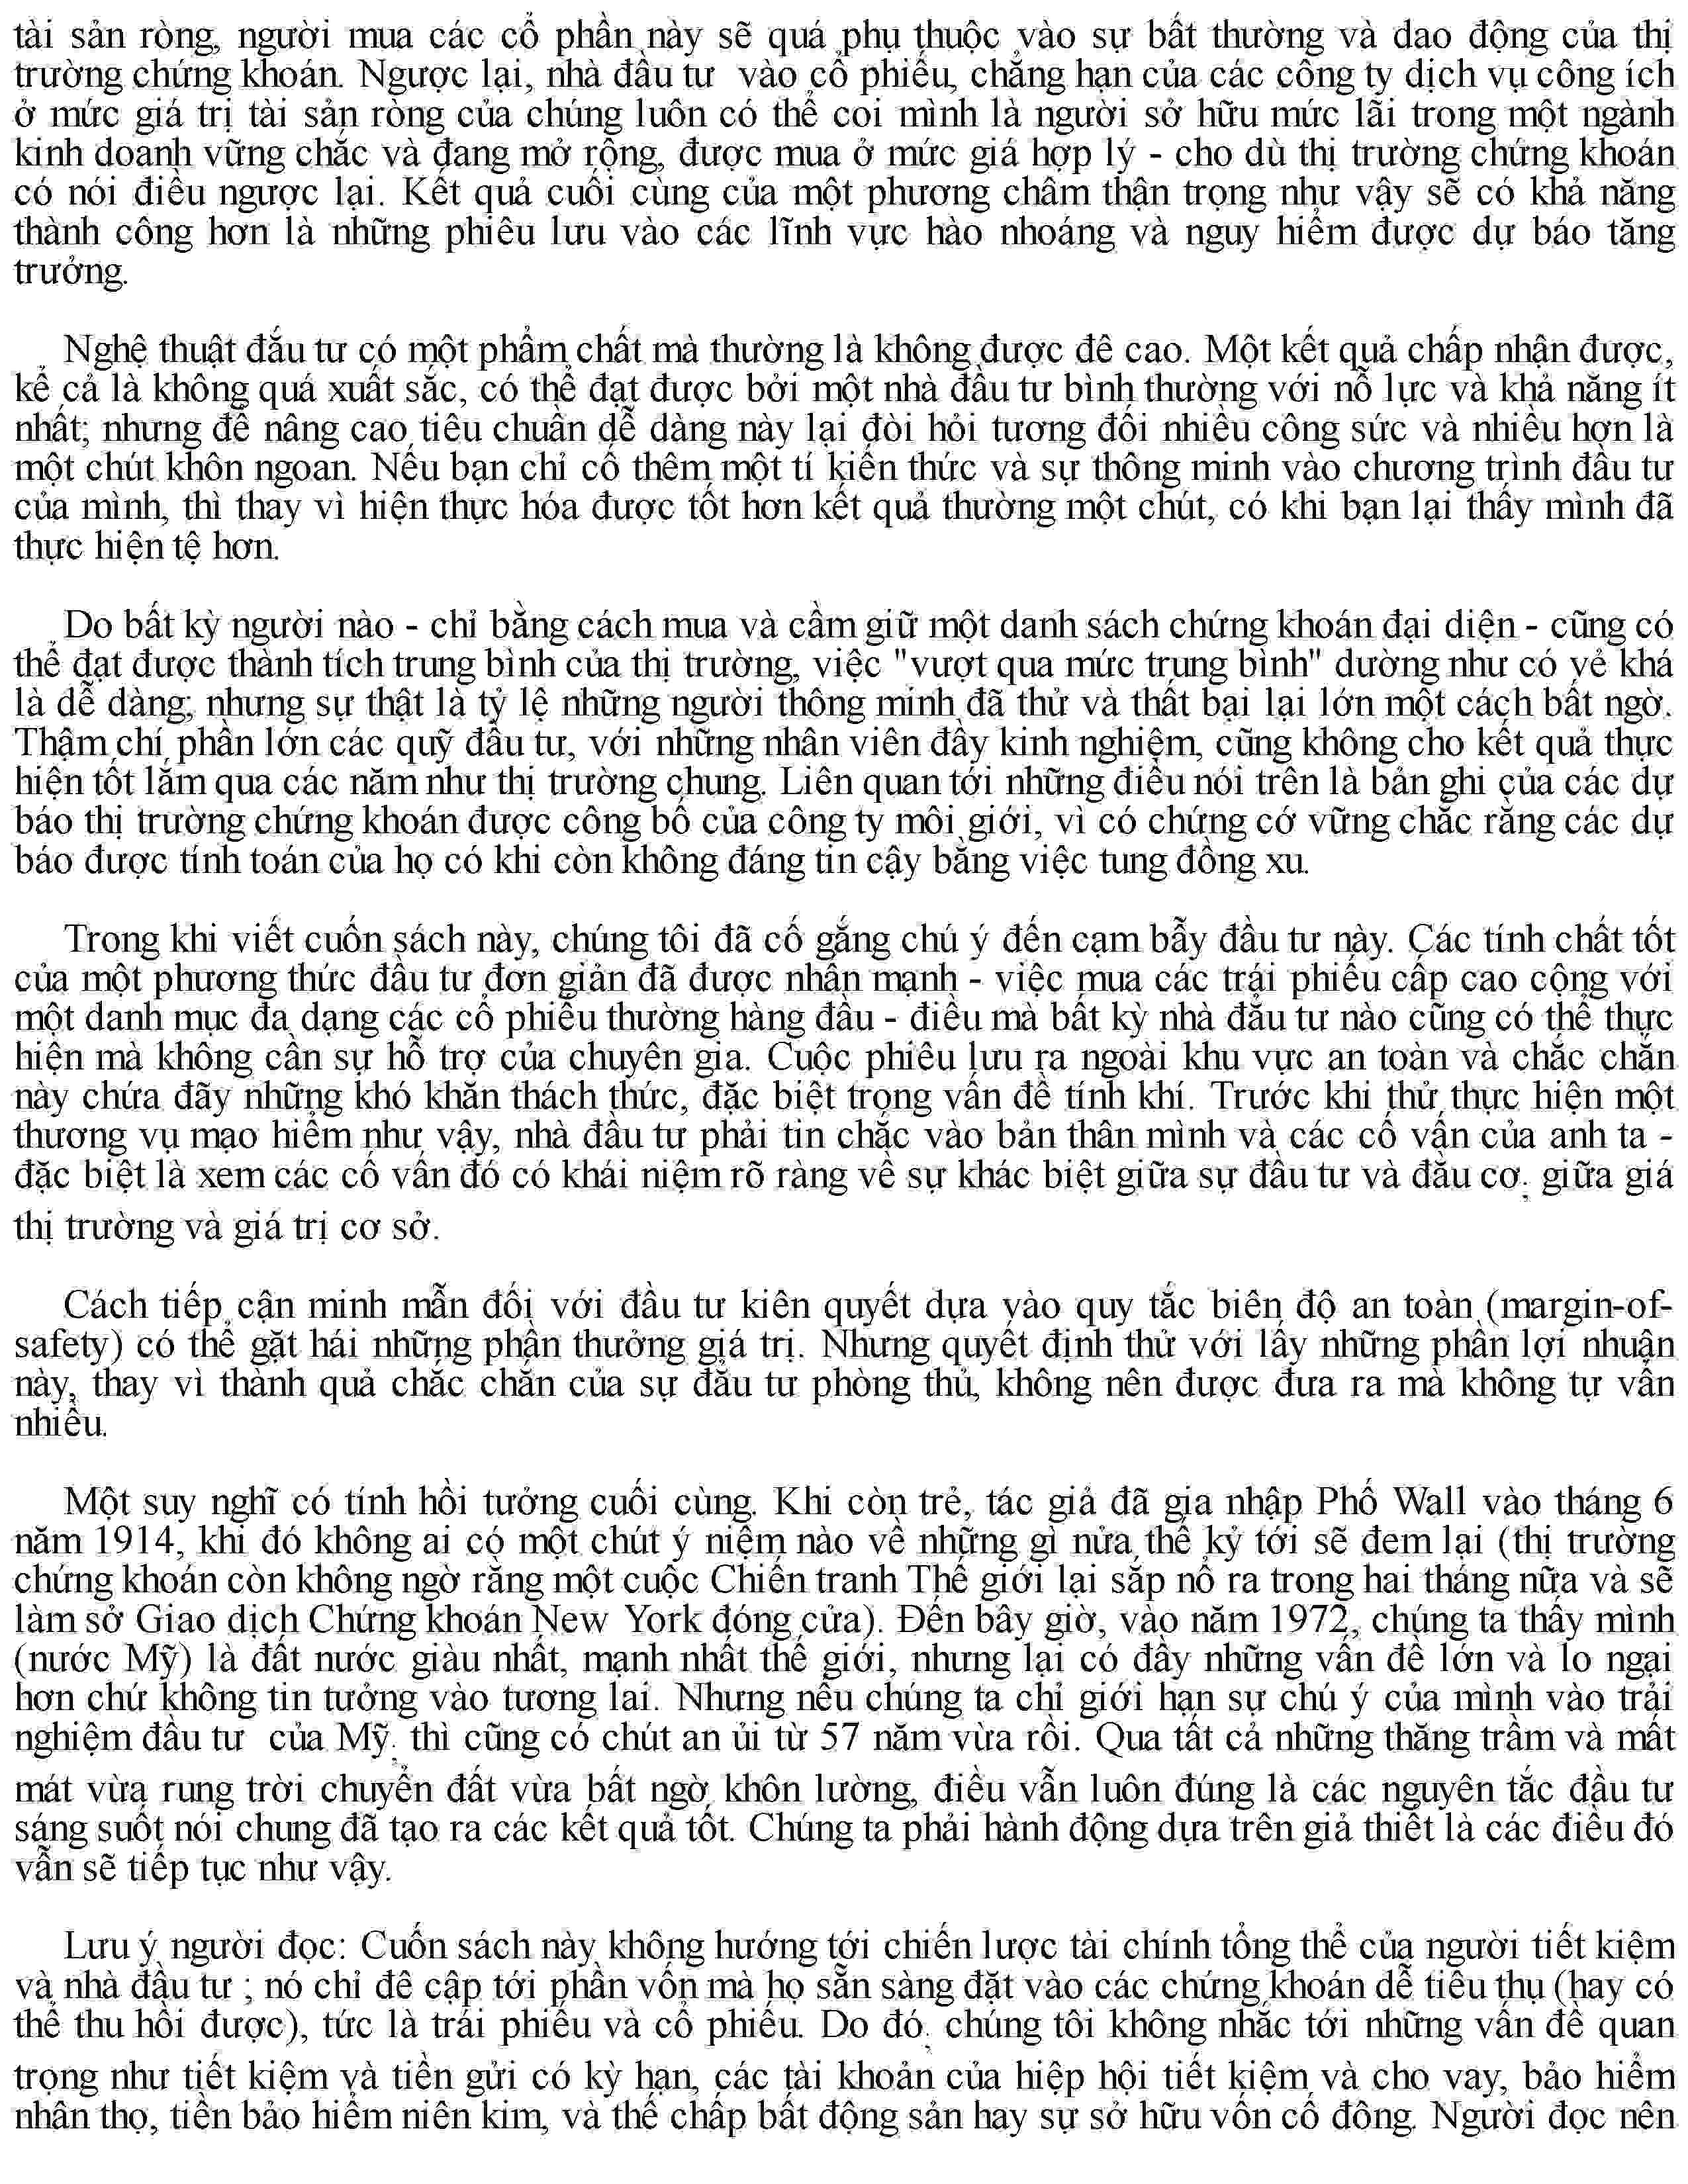 tài sản ròng, người mua các cổ phần này sẽ quá phụ thuộc vào sự bất thường và dao động của thị
trường chứng khoán. Ngược lại, nhà đầu tư vào cổ phiếu, chẳng hạn của các công ty dịch vụ công ích
ở mức giá trị tài sản ròng của chúng luôn có thể coi mình là người sở hữu mức lãi trong một ngành
kinh doanh vững chắc và đang mở rộng, được mua ở mức giá hợp lý - cho dù thị trường chứng khoán
có nói điều ngược lại. Kết quả cuối cùng của một phương châm thận trọng như vậy sẽ có khả năng
thành công hơn là những phiêu lưu vào các lĩnh vực hào nhoáng và nguy hiểm được dự báo tăng
trưởng.
Nghệ thuật đắu tư có một phẩm chất mà thường là không được đê cao. Một kết quả chấp nhận được,
kể cả là không quá xuất sắc, có thể đạt được bởi một nhà đầu tư bình thường với nỗ lực và khả năng ít
nhất; nhưng để nâng cao tiêu chuẩn dễ dàng này lại đòi hỏi tương đối nhiều công sức và nhiều hơn là
một chút khôn ngoan. Nếu bạn chỉ cố thêm một tí kiến thức và sự thông minh vào chương trình đầu tư
của mình, thì thay vì hiện thực hóa được tốt hơn kết quả thường một chút, có khi bạn lại thấy mình đã
thực hiện tệ hơn.
Do bất kỳ người nào - chỉ bằng cách mua và cầm giữ một danh sách chứng khoán đại diện - cũng có
thể đạt được thành tích trung bình của thị trường, việc "vượt qua mức trung bình" dường như có vẻ khá
là dễ dàng; nhưng sự thật là tỷ lệ những người thông minh đã thử và thất bại lại lớn một cách bất ngờ.
Thậm chí phần lớn các quỹ đầu tư, với những nhân viên đầy kinh nghiệm, cũng không cho kết quả thực
hiện tốt lắm qua các năm như thị trường chung. Liên quan tới những điều nói trên là bản ghi của các dự
báo thị trường chứng khoán được công bố của công ty môi giới, vì có chứng cớ vững chắc rằng các dự
báo được tính toán của họ có khi còn không đáng tin cậy bằng việc tung đồng xu.
Trong khi viết cuốn sách này, chúng tôi đã cố gắng chú ý đến cạm bẫy đầu tư này. Các tính chất tốt
của một phương thức đầu tư đơn giản đã được nhấn mạnh - việc mua các trái phiếu cấp cao cộng với
một danh mục đa dạng các cổ phiếu thường hàng đầu - điều mà bất kỳ nhà đẩu tư nào cũng có thể thực
hiện mà không cần sự hỗ trợ của chuyên gia. Cuộc phiêu lưu ra ngoài khu vực an toàn và chắc chắn
này chứa đãy những khó khăn thách thức, đặc biệt trong vấn đề tính khí. Trước khi thử thực hiện một
thương vụ mạo hiểm như vậy, nhà đầu tư phải tin chắc vào bản thân mình và các cố vấn của anh ta -
đặc biệt là xem các cố vấn đó có khái niệm rõ ràng về sự khác biệt giữa sự đầu tư và đầu cơ; giữa giá
thị trường và giá trị cơ sở.
Cách tiếp cận minh mẫn đối với đầu tư kiên quyết dựa vào quy tắc biên độ an toàn (margin-of-
safety) có thể gặt hái những phần thưởng giá trị. Nhưng quyết định thử với lấy những phần lợi nhuận
này, thay vì thành quả chắc chắn của sự đầu tư phòng thủ, không nên được đưa ra mà không tự vấn
nhiều.
Một suy nghĩ có tính hồi tưởng cuối cùng. Khi còn trẻ, tác giả đã gia nhập Phố Wall vào tháng 6
năm 1914, khi đó không ai có một chút ý niệm nào về những gì nửa thế kỷ tới sẽ đem lại (thị trường
chứng khoán còn không ngờ rằng một cuộc Chiến tranh Thế giới lại sắp nổ ra trong hai tháng nữa và sẽ
làm sở Giao dịch Chứng khoán New York đóng cửa). Đến bây giờ, vào năm 1972, chúng ta thấy mình
(nước Mỹ) là đất nước giàu nhất, mạnh nhất thế giới, nhưng lại có đầy những vấn đề lớn và lo ngại
hơn chứ không tin tưởng vào tương lai. Nhưng nếu chúng ta chỉ giới hạn sự chú ý của mình vào trải
nghiệm đầu tư của Mỹ, thì cũng có chút an ủi từ 57 năm vừa rồi. Qua tất cả những thăng trầm và mất
mát vừa rung trời chuyển đất vừa bất ngờ khôn lường, điều vẫn luôn đúng là các nguyên tắc đầu tư
sáng suốt nói chung đã tạo ra các kết quả tốt. Chúng ta phải hành động dựa trên giả thiết là các điều đó
vẫn sẽ tiếp tục như vậy.
Lưu ý người đọc: Cuốn sách này không hướng tới chiến lược tài chính tổng thể của người tiết kiệm
và nhà đầu tư ; nó chỉ đê cập tới phần vốn mà họ sẵn sàng đặt vào các chứng khoán dễ tiêu thụ (hay có
thể thu hồi được), tức là trái phiếu và cổ phiếu. Do đó, chúng tôi không nhắc tới những vấn đề quan
trọng như tiết kiệm và tiền gửi có kỳ hạn, các tài khoản của hiệp hội tiết kiệm và cho vay, bảo hiểm
nhân thọ, tiền bảo hiểm niên kim, và thế chấp bất động sản hay sự sở hữu vốn cổ đông. Người đọc nên